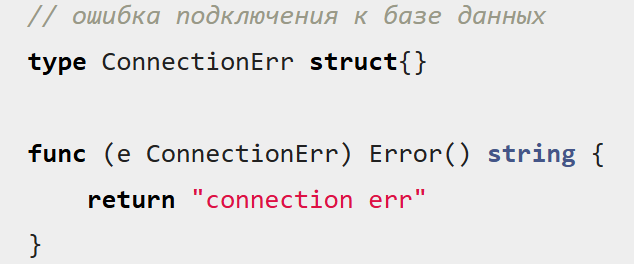 // ошибка подключения к базе данных
type ConnectionErr struct{}
func (e ConnectionErr) Error() string {
return "connection err"
}